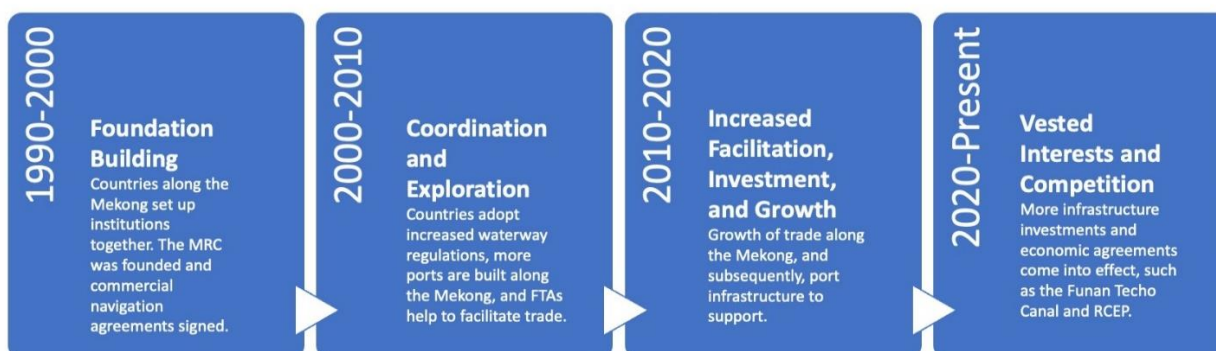 1990-2000
Foundation
Building
Countries along the
Mekong set up
institutions
together. The MRC
was founded and
commercial
navigation
agreements signed.
2000-2010
Coordination
and
Exploration
Countries adopt
increased waterway
regulations, more
ports are built along
the Mekong, and FTAs
help to facilitate trade.
2010-2020
Increased
Facilitation,
Investment,
and Growth
Growth of trade along
the Mekong, and
subsequently, port
infrastructure to
support.
2020-Present
Vested
Interests and
Competition
More infrastructure
investments and
economic agreements
come into effect, such
as the Funan Techo
Canal and RCEP.